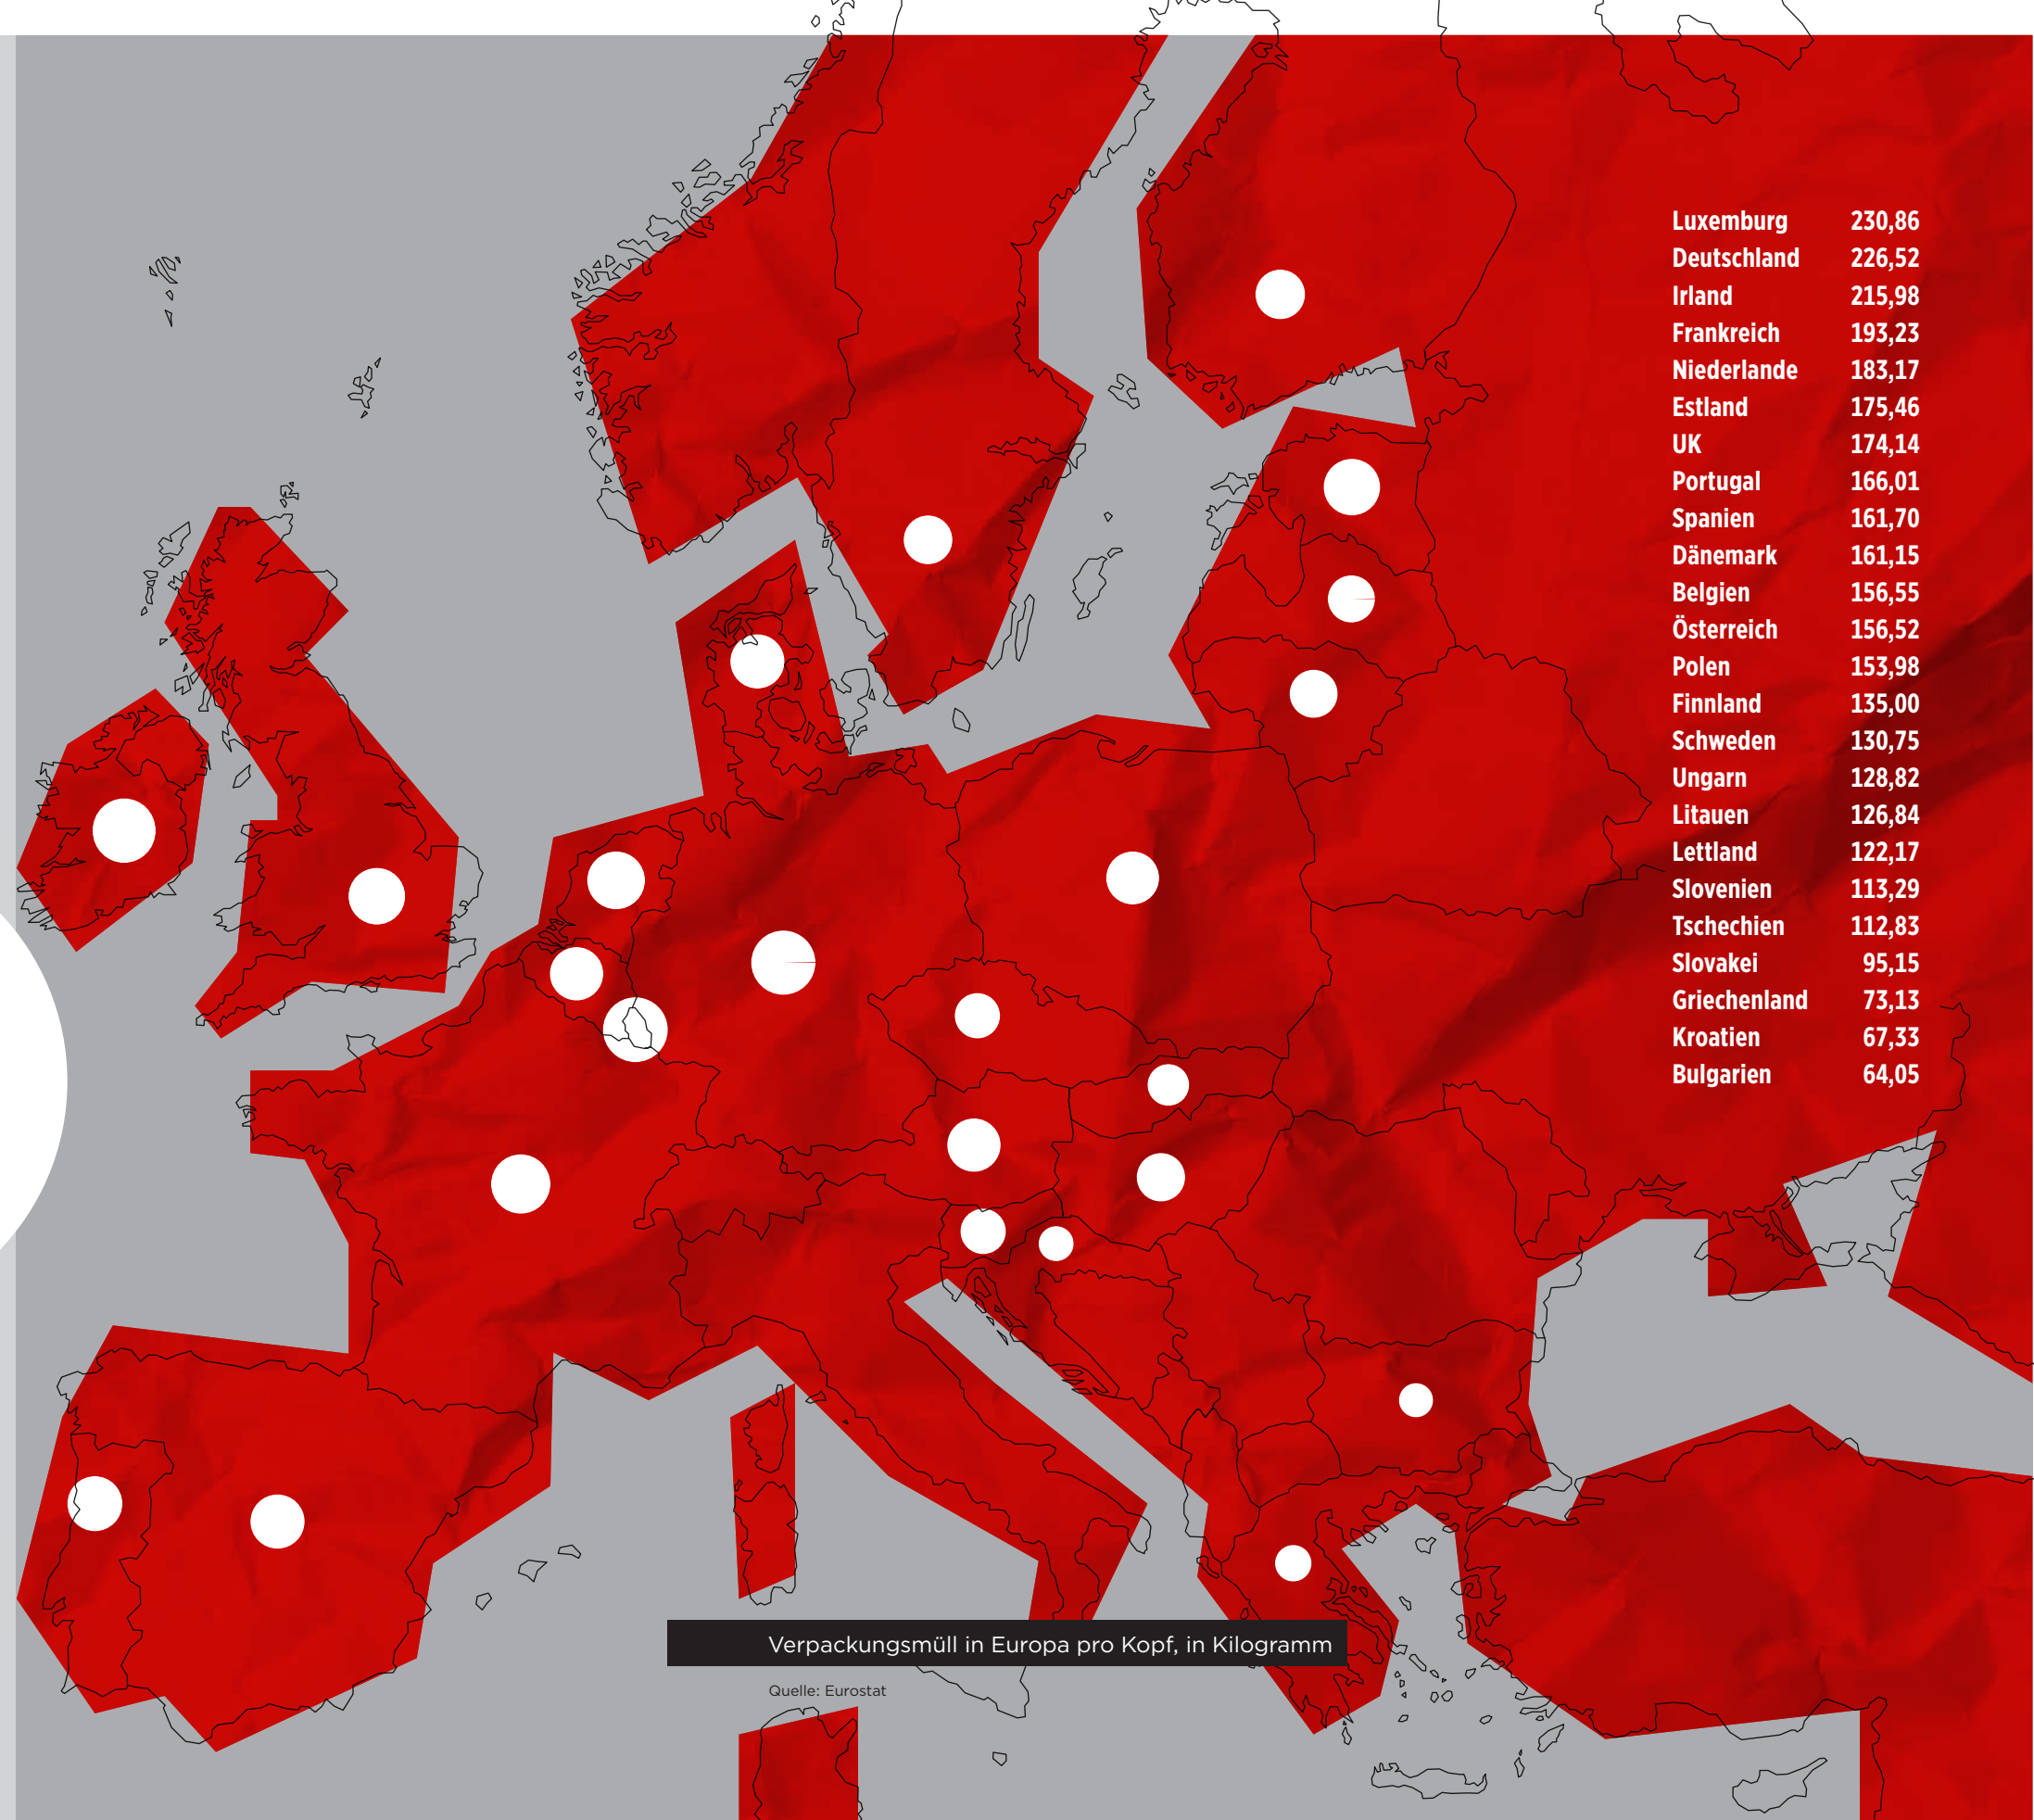 Luxemburg 230,86
Deutschland 226,52
Irland 215,98
Frankreich 193,23
Niederlande 183,17
Estland 175,46
UK 174,14
Portugal 166,01
Spanien 161,70
Dänemark 161,15
Belgien 156,55
Österreich 156,52
Polen 153,98
Finnland 135,00
Schweden 130,75
Ungarn 128,82
Litauen 126,84
Lettland 122,17
Slovenien 113,29
Tschechien 112,83
Slovakei 95,15
Griechenland 73,13
Kroatien 67,33
Bulgarien 64,05
Verpackungsmüll in Europa pro Kopf, in Kilogramm
Quelle: Eurostat